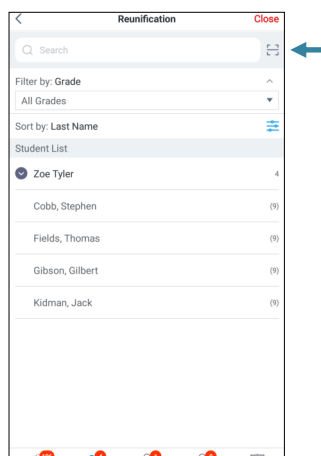 Reunification Close
Search
Filter by: Grade
All Grades
Sort by: Last Name
Student List
Zoe Tyler 4
Cobb, Stephen (9)
Fields, Thomas (9)
Gibson, Gilbert (9)
Kidman, Jack (9)